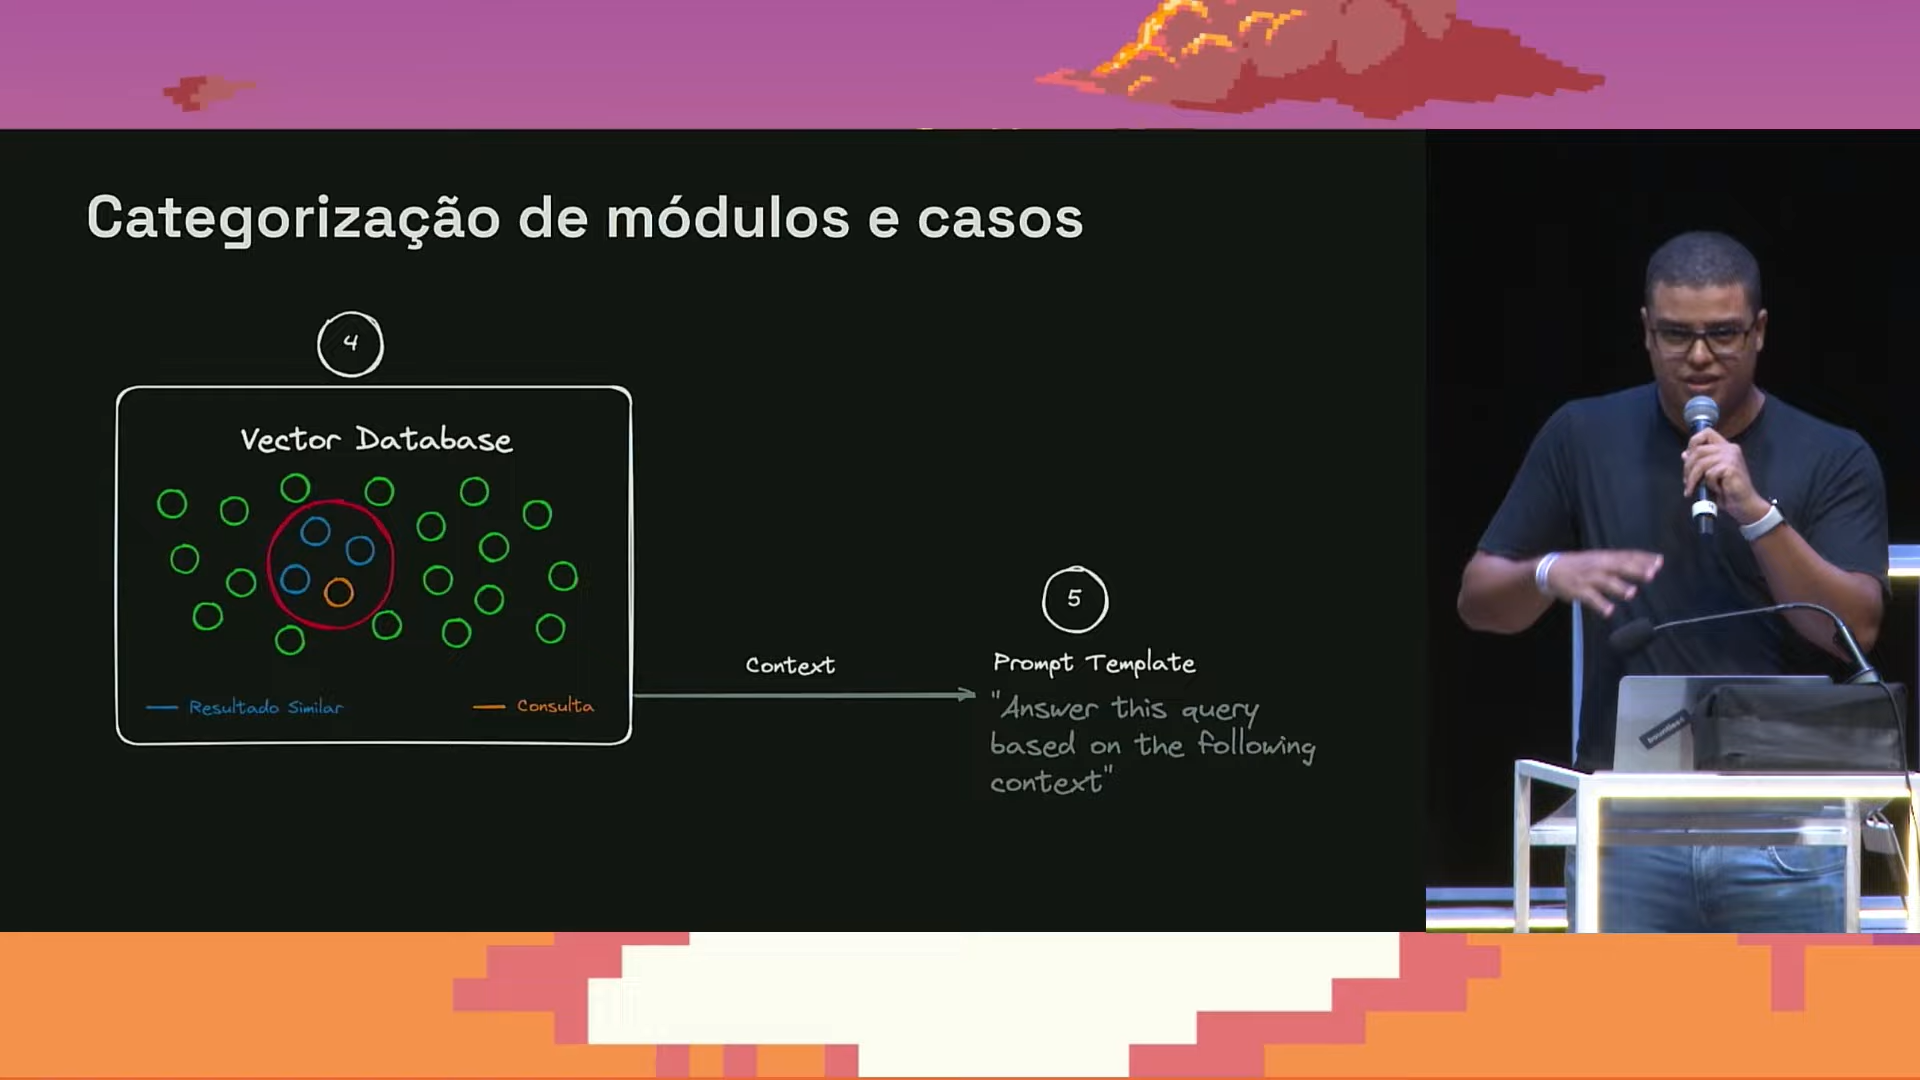 Categorização de módulos e casos
4
Vector Database
Resultado Similar
Consulta
Context
5
Prompt Template
"Answer this query
based on the following
context"